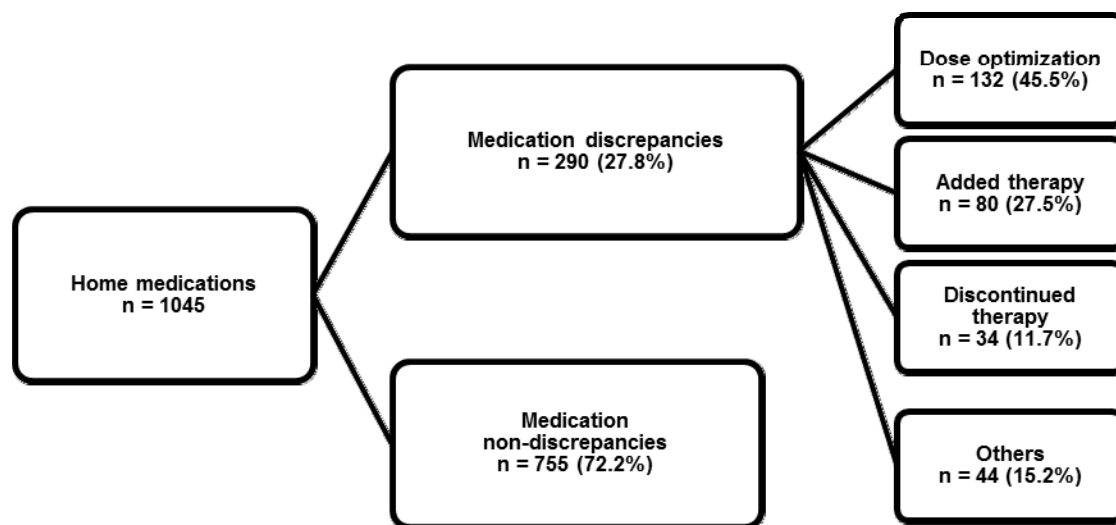 Home medications
n = 1045
Medication discrepancies
n = 290 (27.8%)
Medication
non-discrepancies
n = 755 (72.2%)
Dose optimization
n = 132 (45.5%)
Added therapy
n = 80 (27.5%)
Discontinued
therapy
n = 34 (11.7%)
Others
n = 44 (15.2%)